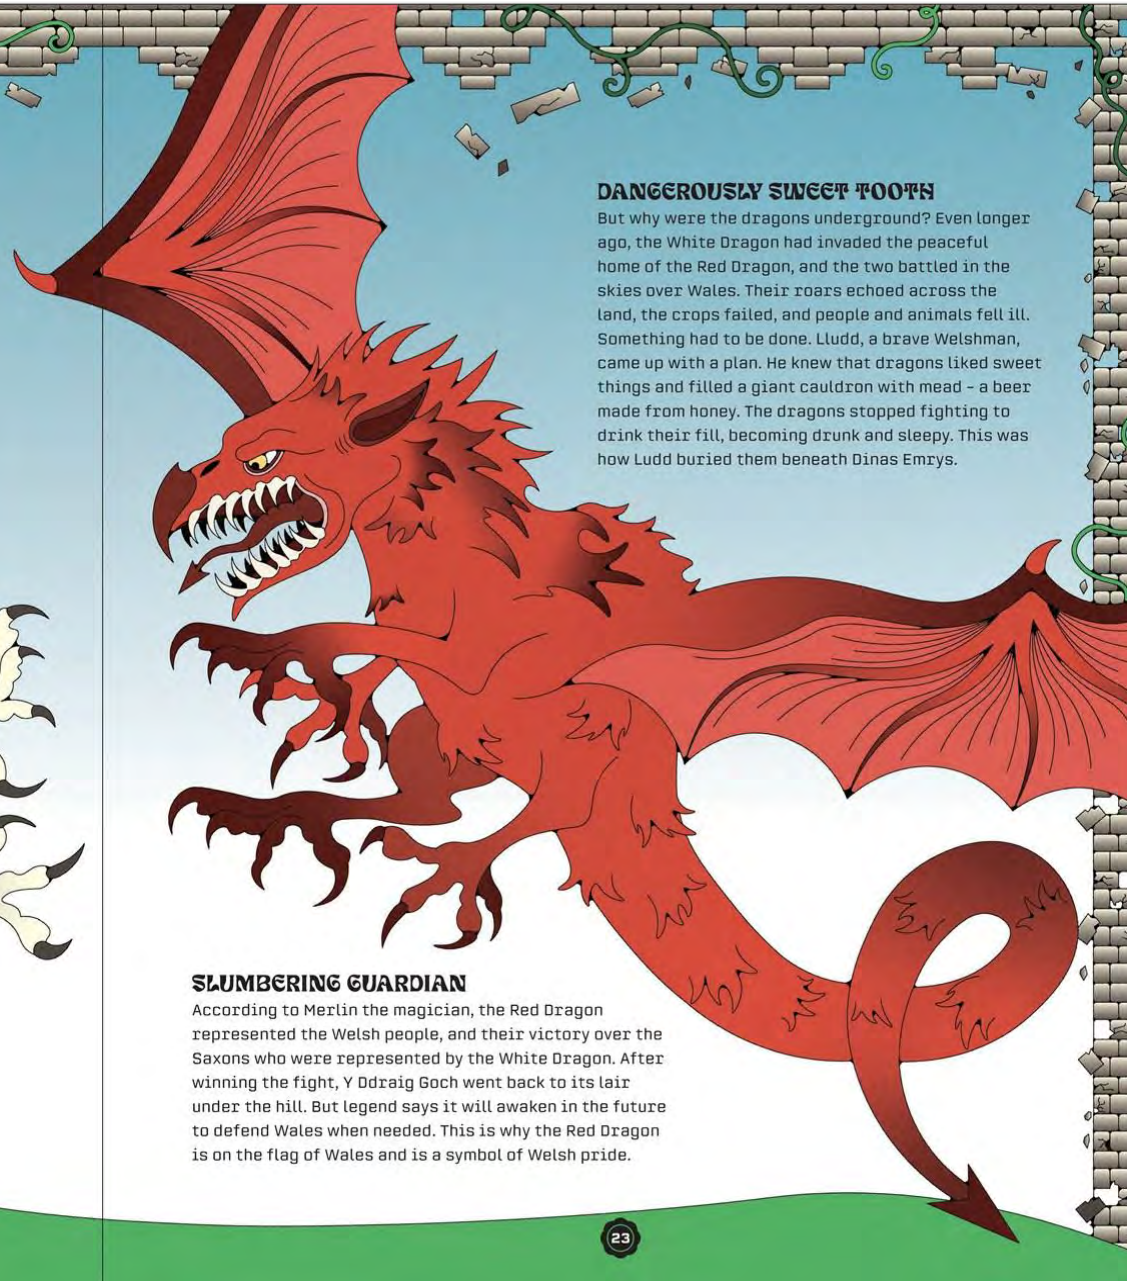 DANGEROUSLY SWEET TOOTH
But why were the dragons underground? Even longer
ago, the White Dragon had invaded the peaceful
home of the Red Dragon, and the two battled in the
skies over Wales. Their roars echoed across the
land, the crops failed, and people and animals fell ill.
Something had to be done. Lludd, a brave Welshman,
came up with a plan. He knew that dragons liked sweet
things and filled a giant cauldron with mead – a beer
made from honey. The dragons stopped fighting to
drink their fill, becoming drunk and sleepy. This was
how Ludd buried them beneath Dinas Emrys.
SLUMBERING GUARDIAN
According to Merlin the magician, the Red Dragon
represented the Welsh people, and their victory over the
Saxons who were represented by the White Dragon. After
winning the fight, Y Ddraig Goch went back to its lair
under the hill. But legend says it will awaken in the future
to defend Wales when needed. This is why the Red Dragon
is on the flag of Wales and is a symbol of Welsh pride.
23